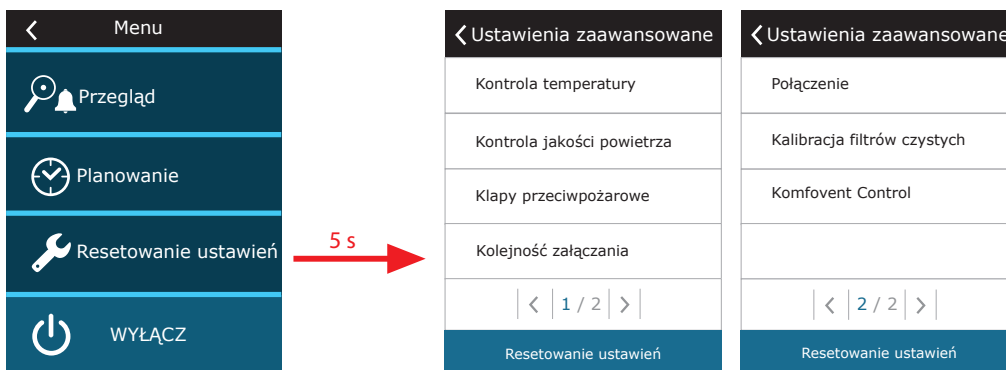 Menu
Przegląd
Planowanie
Resetowanie ustawień
WYŁĄCZ
5 s
Ustawienia zaawansowane
Kontrola temperatury
Kontrola jakości powietrza
Klapy przeciwpożarowe
Kolejność załączania
1 / 2
Resetowanie ustawień
Ustawienia zaawansowane
Połączenie
Kalibracja filtrów czystych
Komfovent Control
2 / 2
Resetowanie ustawień